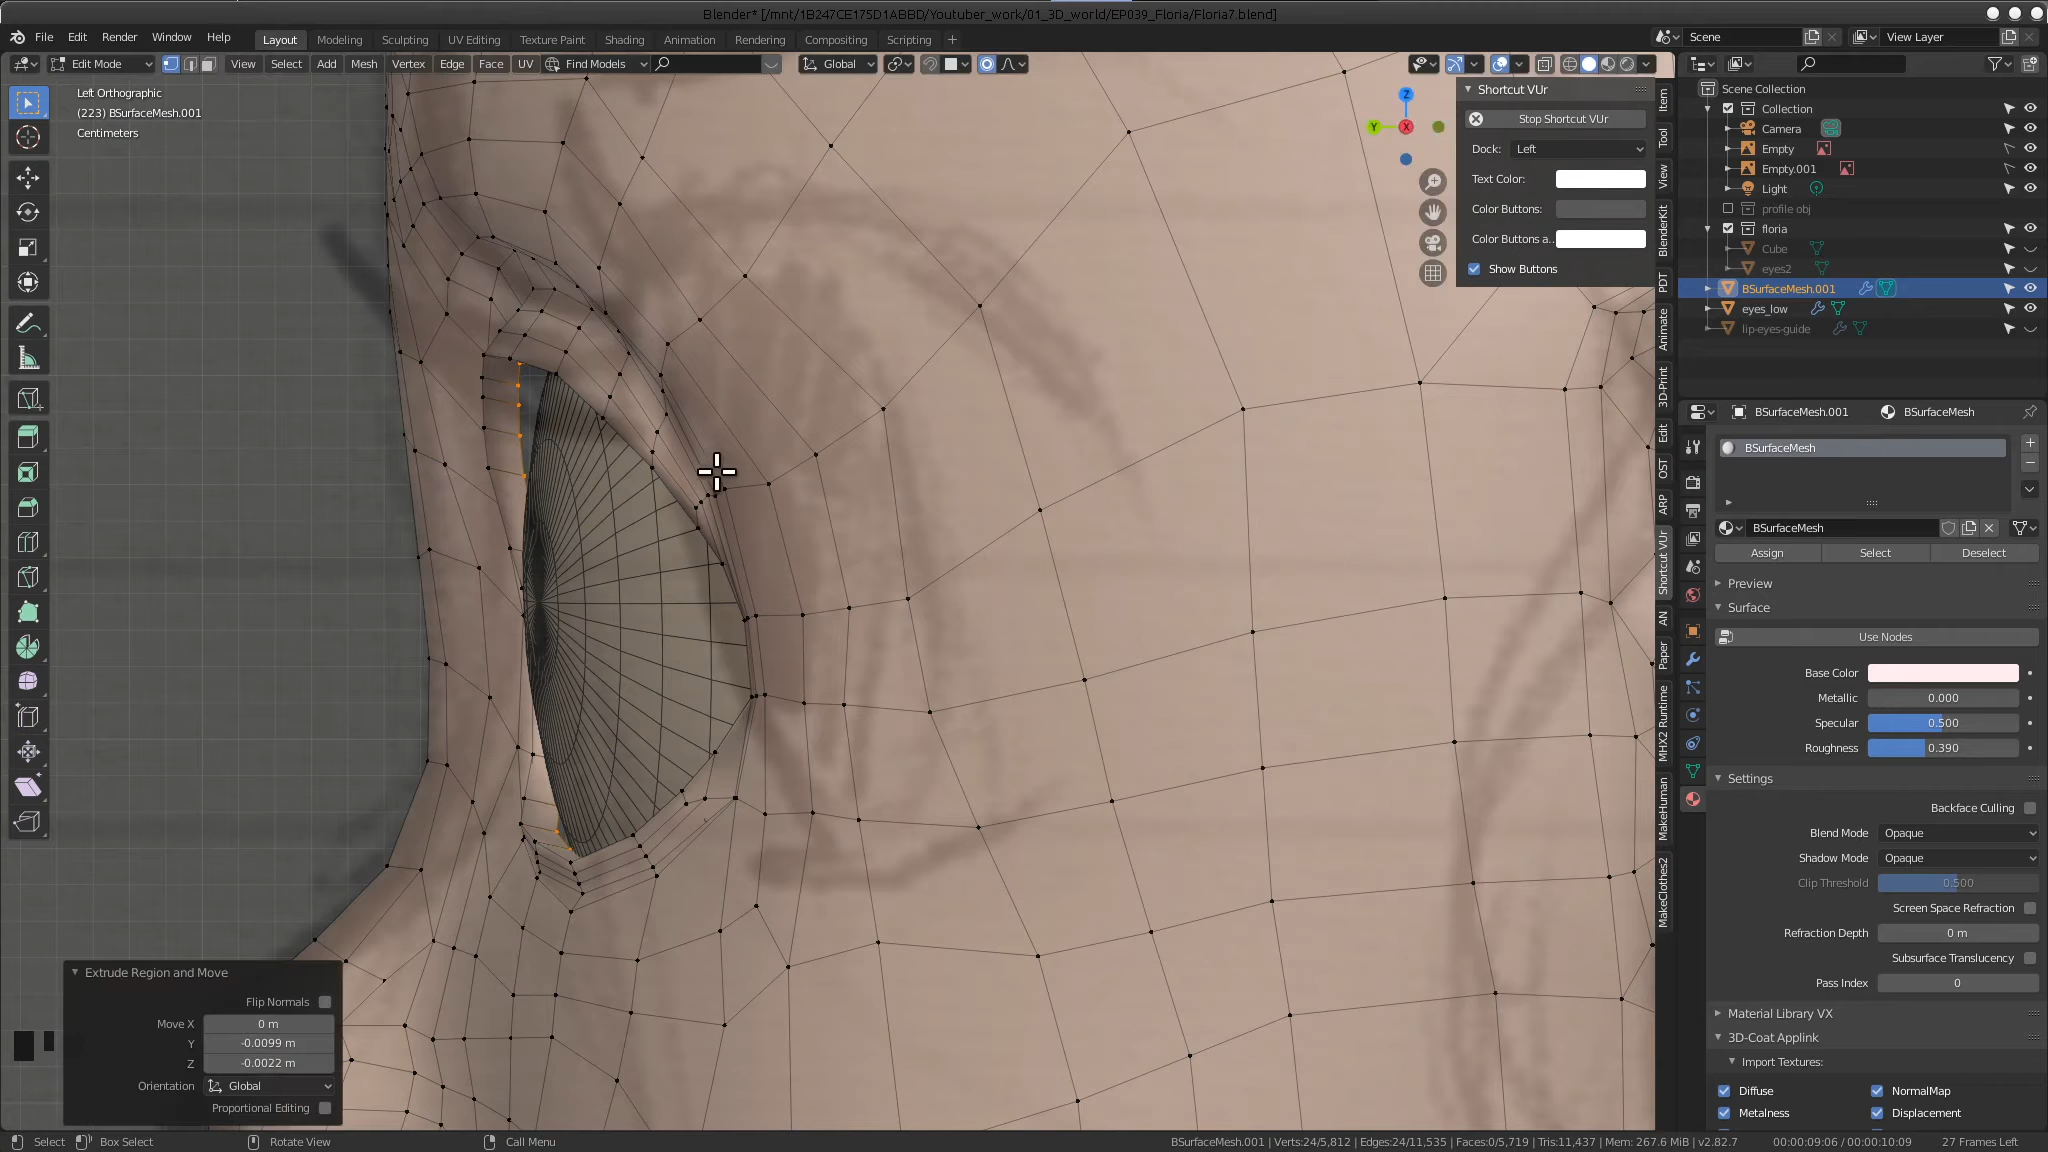 Blender* [/mnt/1B247CE175D1ABBD/Youtuber_work/01_3D_world/EP039_Floria/Floria7.blend]
File Edit Render Window Help
Layout Modeling Sculpting UV Editing Texture Paint Shading Animation Rendering Compositing Scripting +
Scene View Layer
Edit Mode View Select Add Mesh Vertex Edge Face UV Find Models Global
Left Orthographic
(223) BSurfaceMesh.001
Centimeters
Z
Y
X
Shortcut VUr
Stop Shortcut VUr
Dock: Left
Text Color:
Color Buttons:
Color Buttons a..
Show Buttons
Item
Tool
View
BlenderKit
PDT
Animate
3D-Print
Edit
OST
ARP
Shortcut VUr
AN
Paper
MHX2 Runtime
MakeHuman
MakeClothes2
Scene Collection
Collection
Camera
Empty
Empty.001
Light
profile obj
floria
Cube
eyes2
BSurfaceMesh.001
eyes_low
lip-eyes-guide
BSurfaceMesh.001 BSurfaceMesh
BSurfaceMesh
BSurfaceMesh
Assign Select Deselect
Preview
Surface
Use Nodes
Base Color
Metallic 0.000
Specular 0.500
Roughness 0.390
Settings
Backface Culling
Blend Mode Opaque
Shadow Mode Opaque
Clip Threshold 0.500
Screen Space Refraction
Refraction Depth 0 m
Subsurface Translucency
Pass Index 0
Material Library VX
3D-Coat Applink
Import Textures:
Diffuse NormalMap
Metalness Displacement
Extrude Region and Move
Flip Normals
Move X 0 m
Y -0.0099 m
Z -0.0022 m
Orientation Global
Proportional Editing
Select Box Select Rotate View Call Menu
BSurfaceMesh.001 | Verts:24/5,812 | Edges:24/11,535 | Faces:0/5,719 | Tris:11,437 | Mem: 267.6 MiB | v2.82.7 00:00:09:06 / 00:00:10:09 27 Frames Left